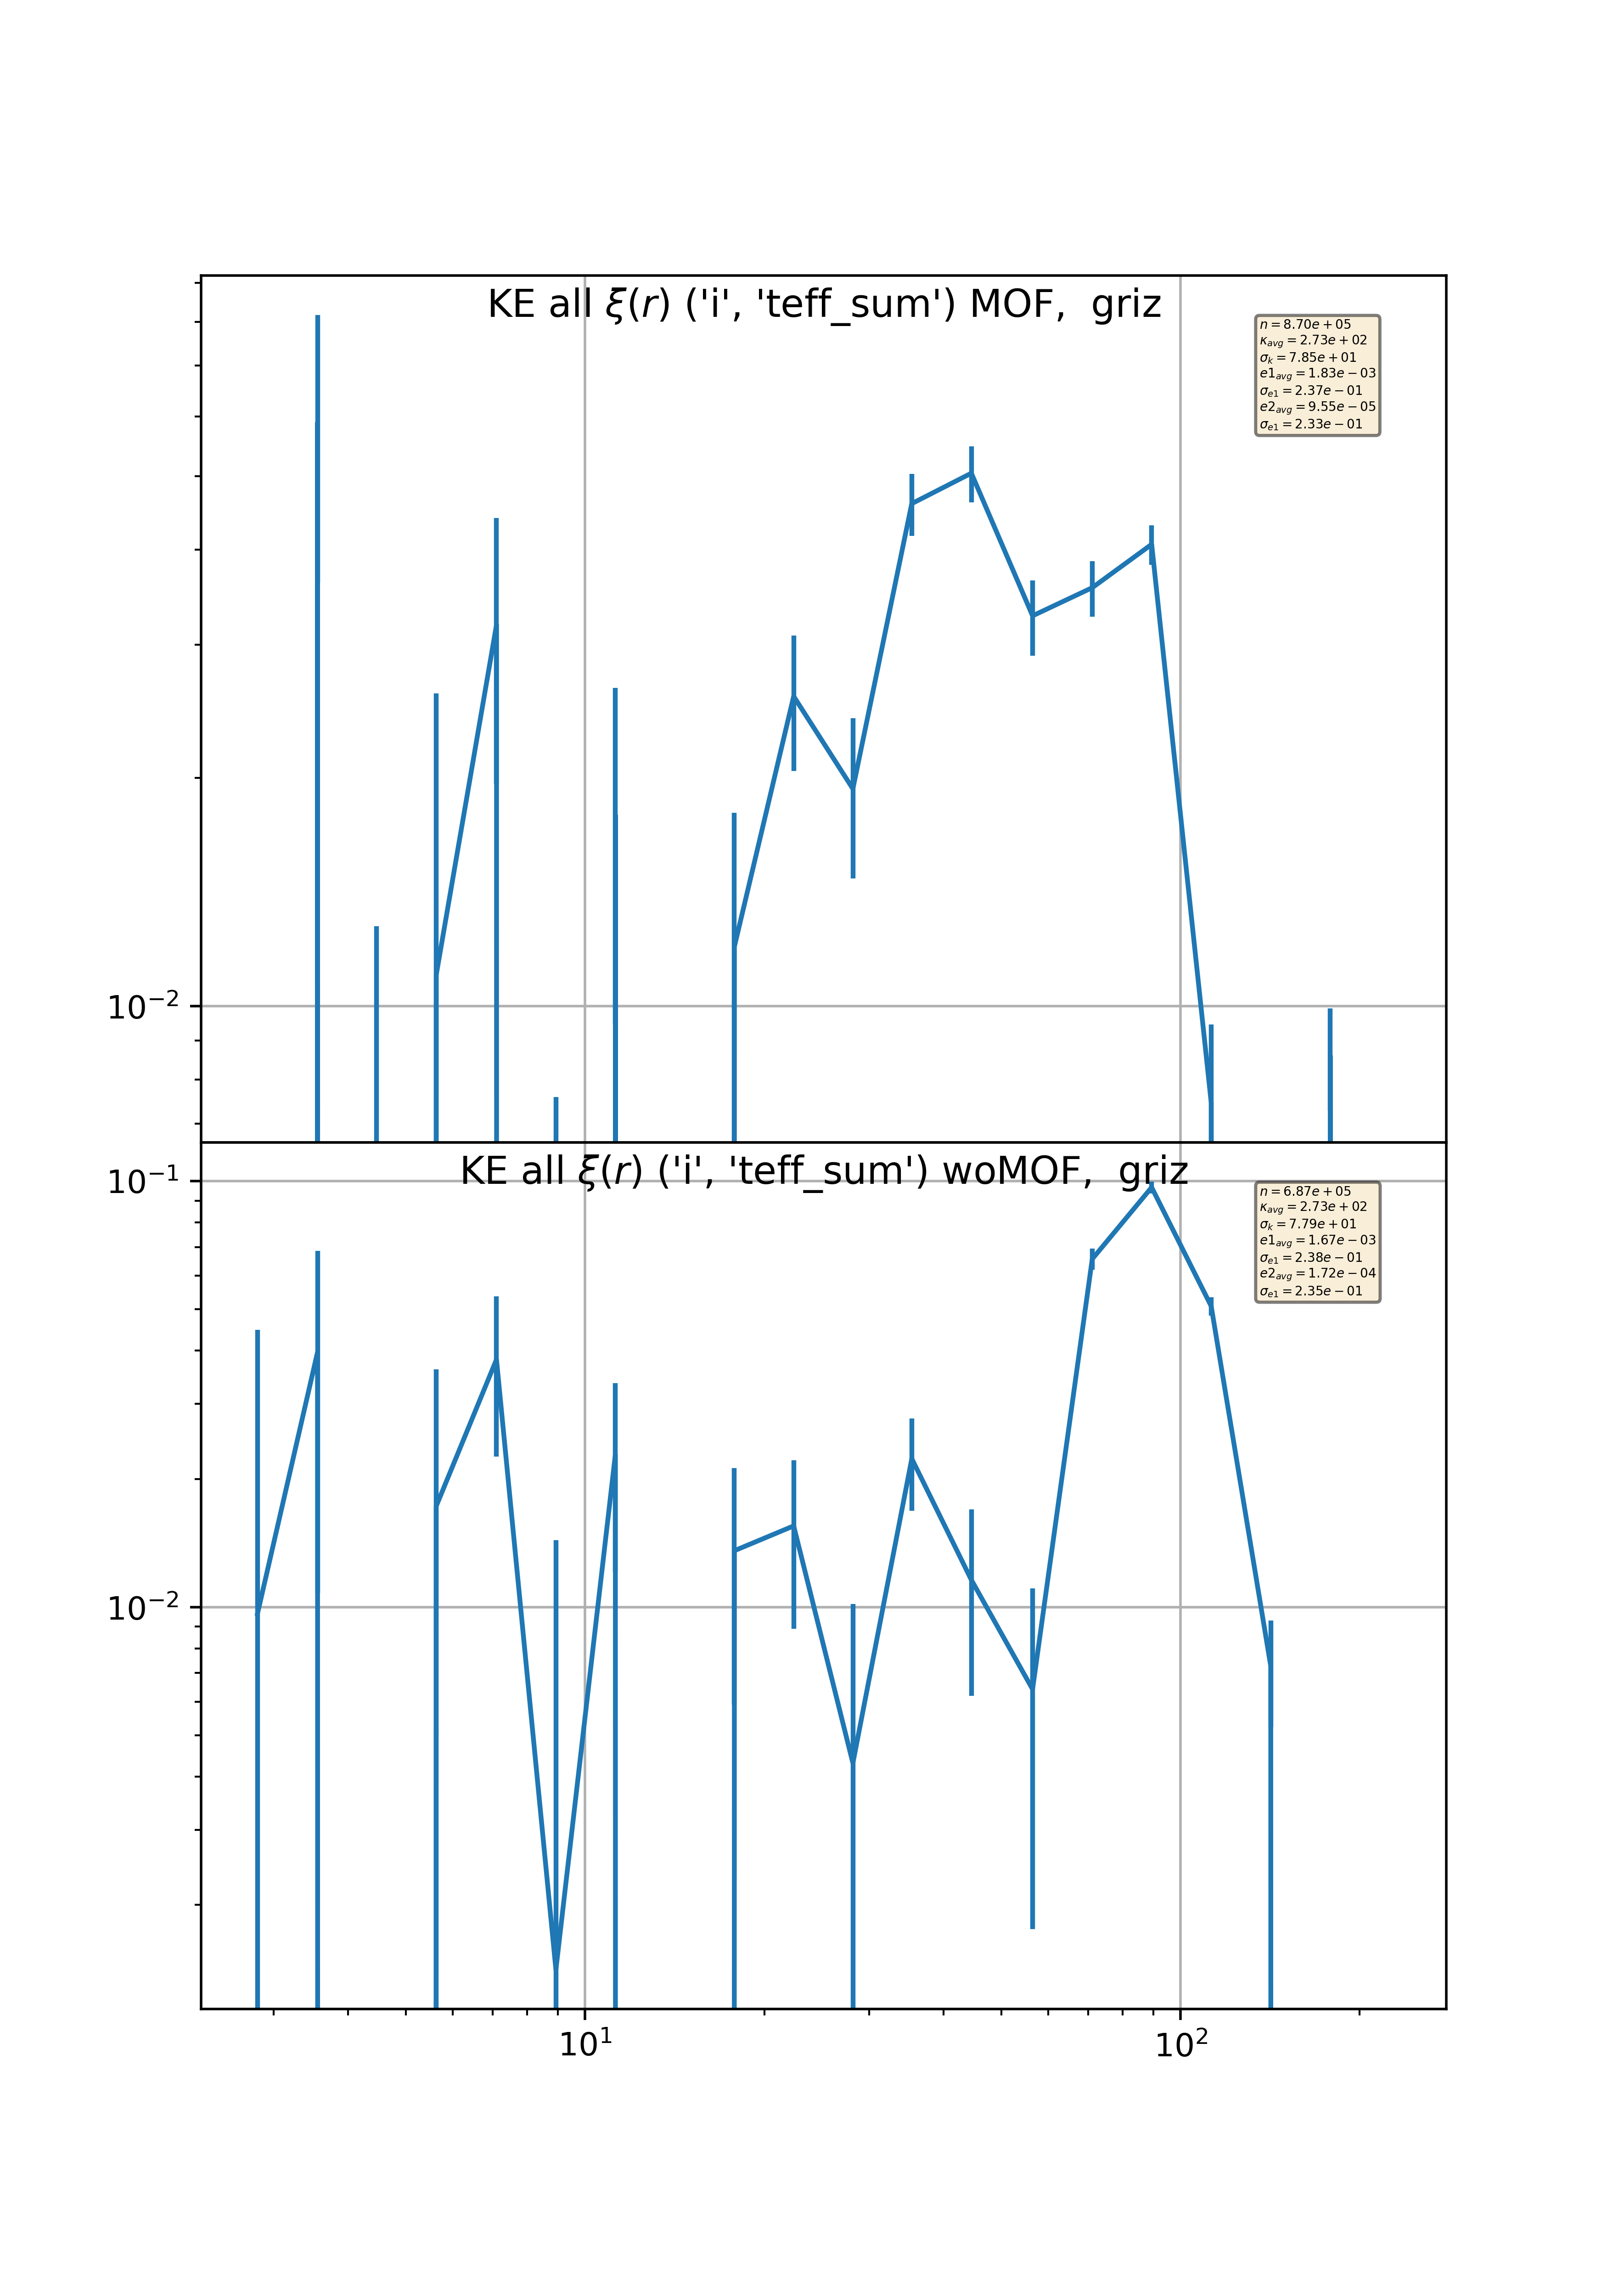 KE all ξ(r) ('i', 'teff_sum') MOF,  griz
n = 8.70e + 05
κavg = 2.73e + 02
σk = 7.85e + 01
e1avg = 1.83e − 03
σe1 = 2.37e − 01
e2avg = 9.55e − 05
σe1 = 2.33e − 01
10−2
KE all ξ(r) ('i', 'teff_sum') woMOF,  griz
10−1
n = 6.87e + 05
κavg = 2.73e + 02
σk = 7.79e + 01
e1avg = 1.67e − 03
σe1 = 2.38e − 01
e2avg = 1.72e − 04
σe1 = 2.35e − 01
10−2
101 102